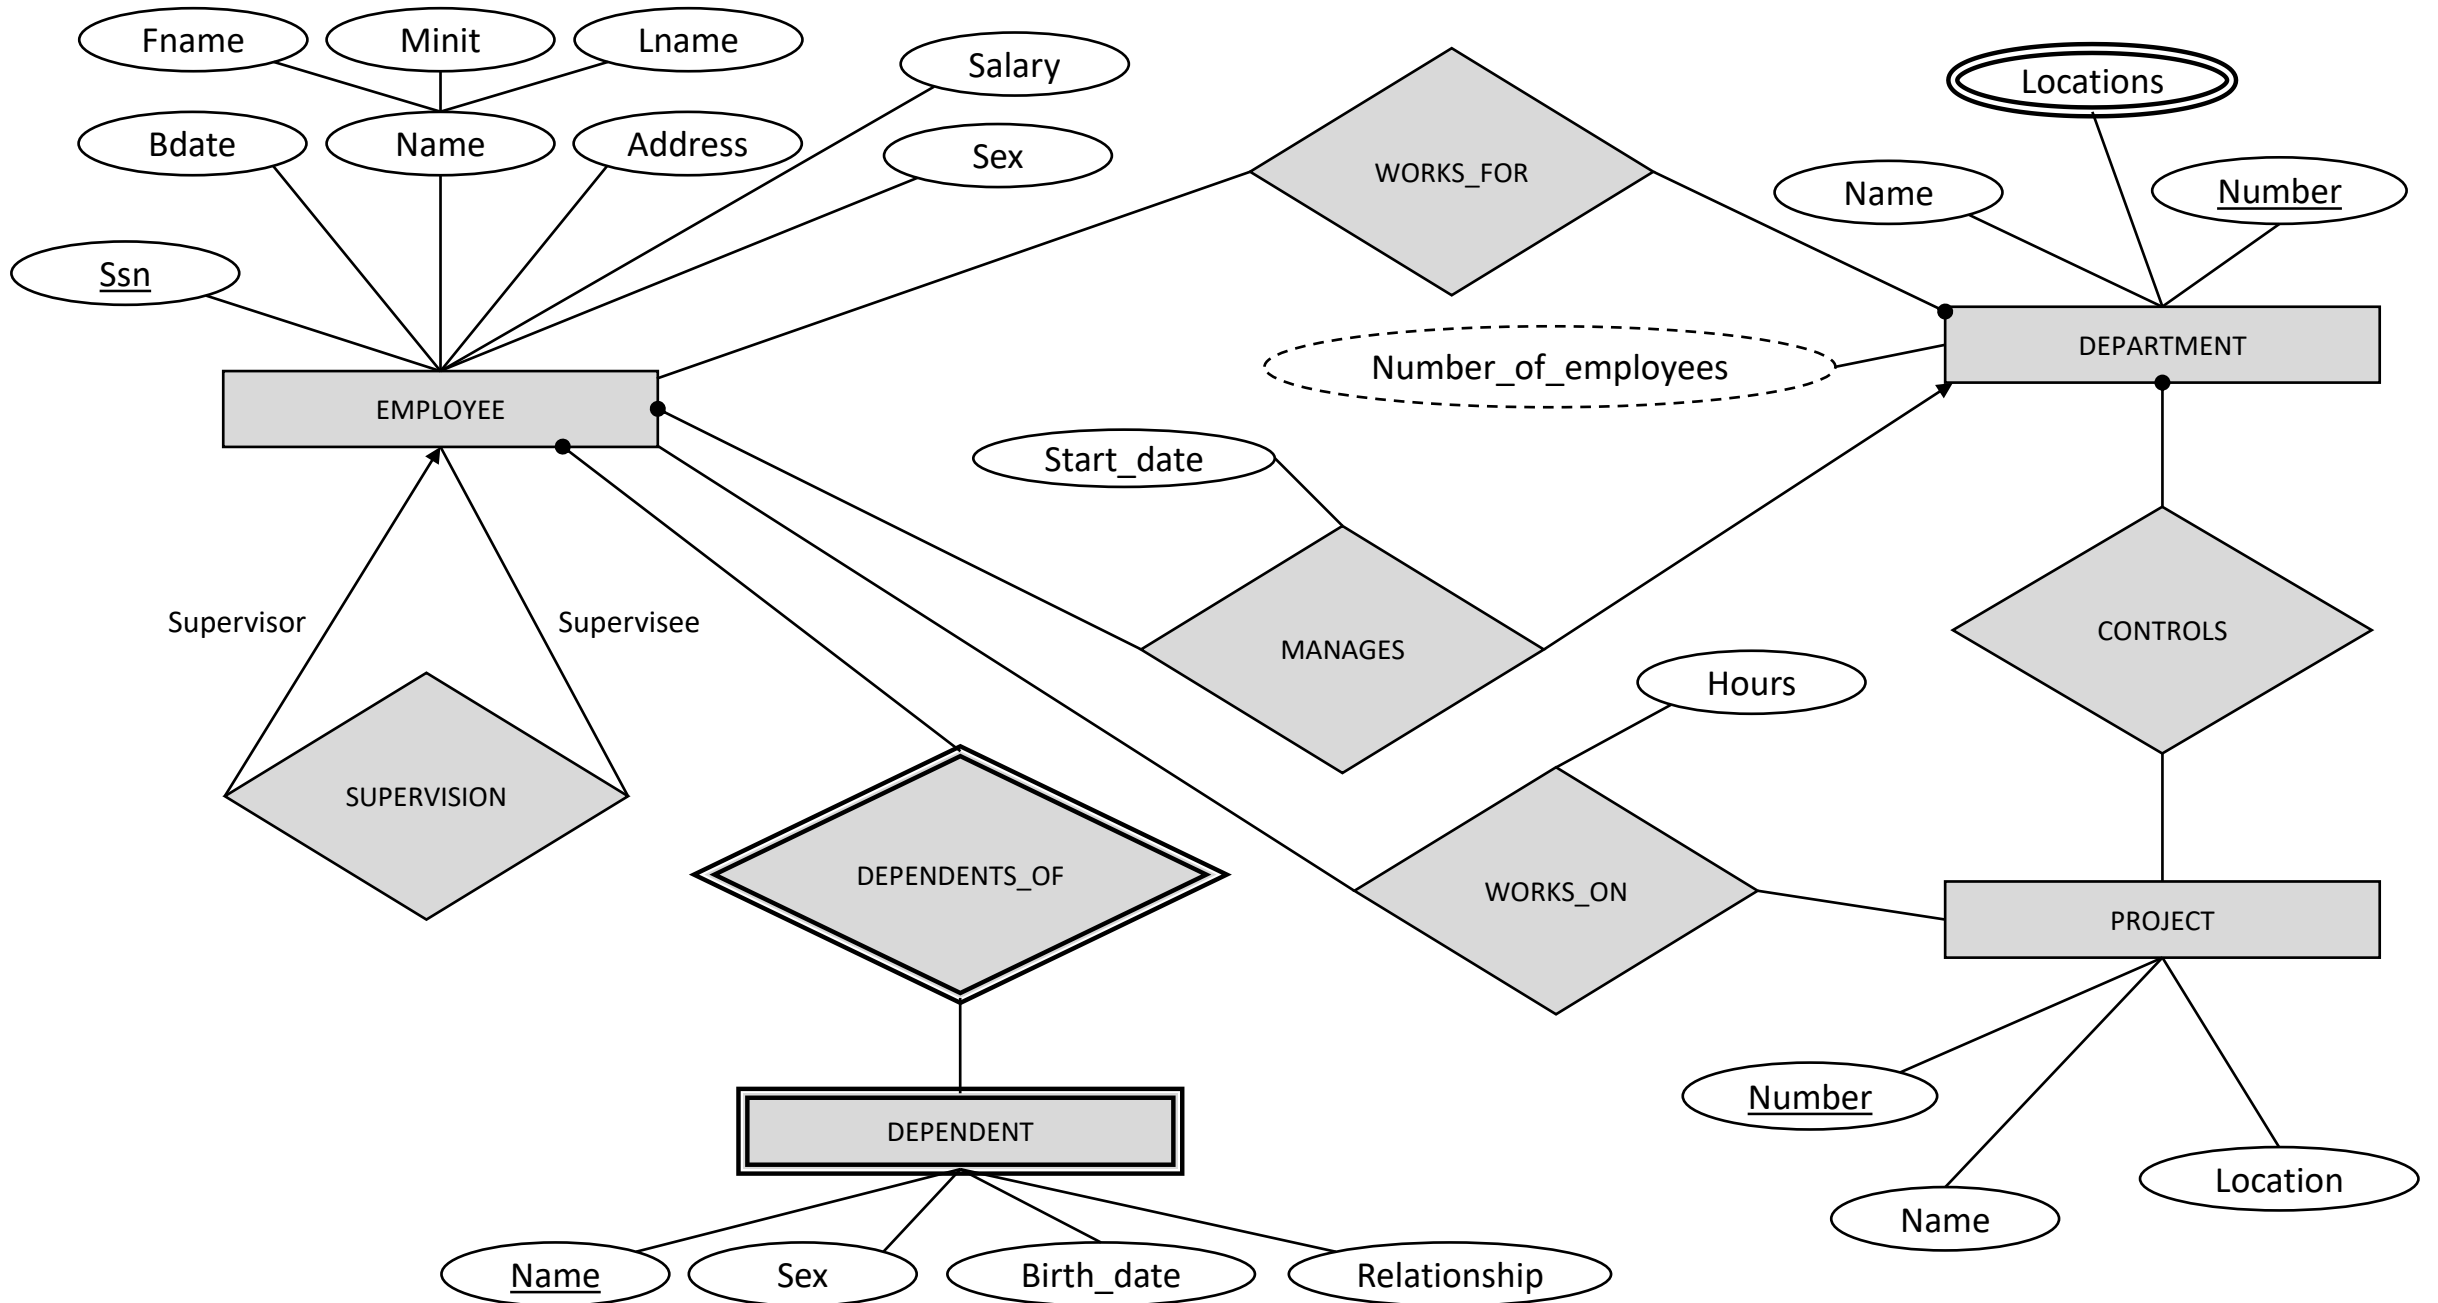 Fname
Minit
Lname
Salary
Locations
Bdate
Name
Address
Sex
WORKS_FOR
Name
Number
Ssn
DEPARTMENT
Number_of_employees
EMPLOYEE
Start_date
Supervisor
Supervisee
MANAGES
CONTROLS
Hours
SUPERVISION
DEPENDENTS_OF
WORKS_ON
PROJECT
Number
DEPENDENT
Location
Name
Name
Sex
Birth_date
Relationship